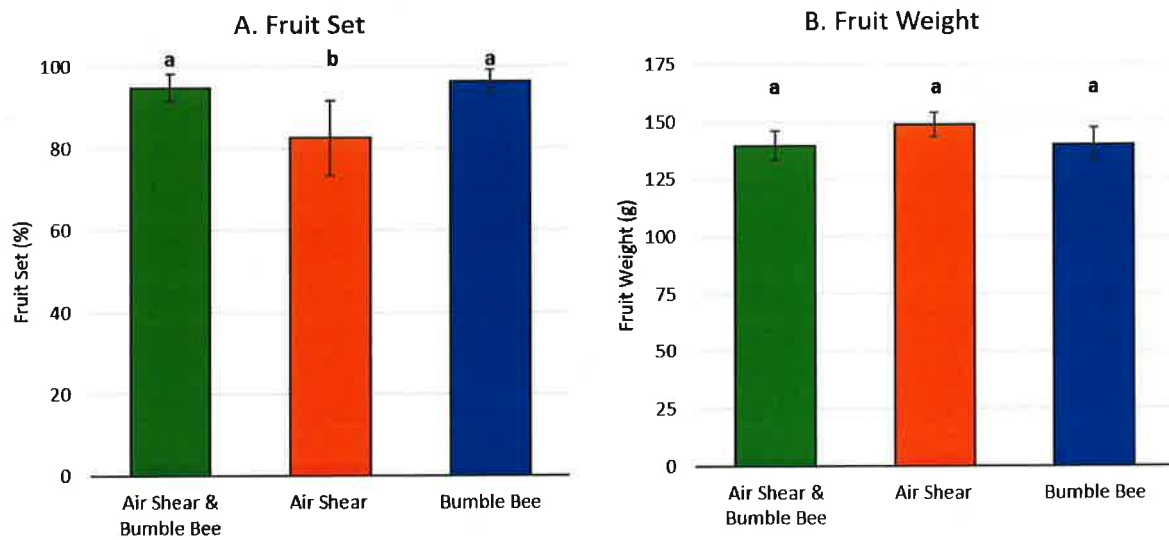 A. Fruit Set
a
b
a
100
80
60
40
20
0
Fruit Set (%)
Air Shear &
Bumble Bee
Air Shear
Bumble Bee
B. Fruit Weight
a
a
a
175
150
125
100
75
50
25
0
Fruit Weight (g)
Air Shear &
Bumble Bee
Air Shear
Bumble Bee